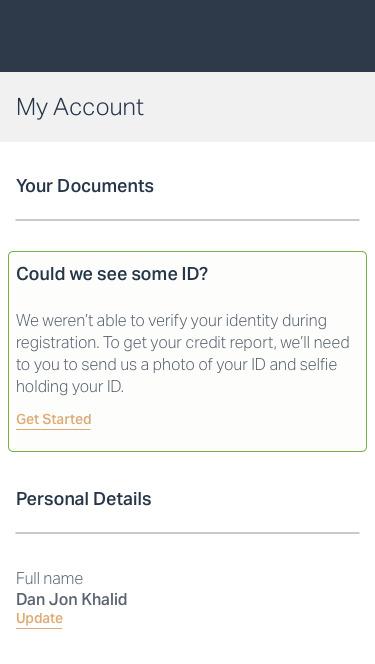 My Account
Your Documents
Could we see some ID?
We weren’t able to verify your identity during
registration. To get your credit report, we’ll need
to you to send us a photo of your ID and selfie
holding your ID.
Get Started
Personal Details
Full name
Dan Jon Khalid
Update